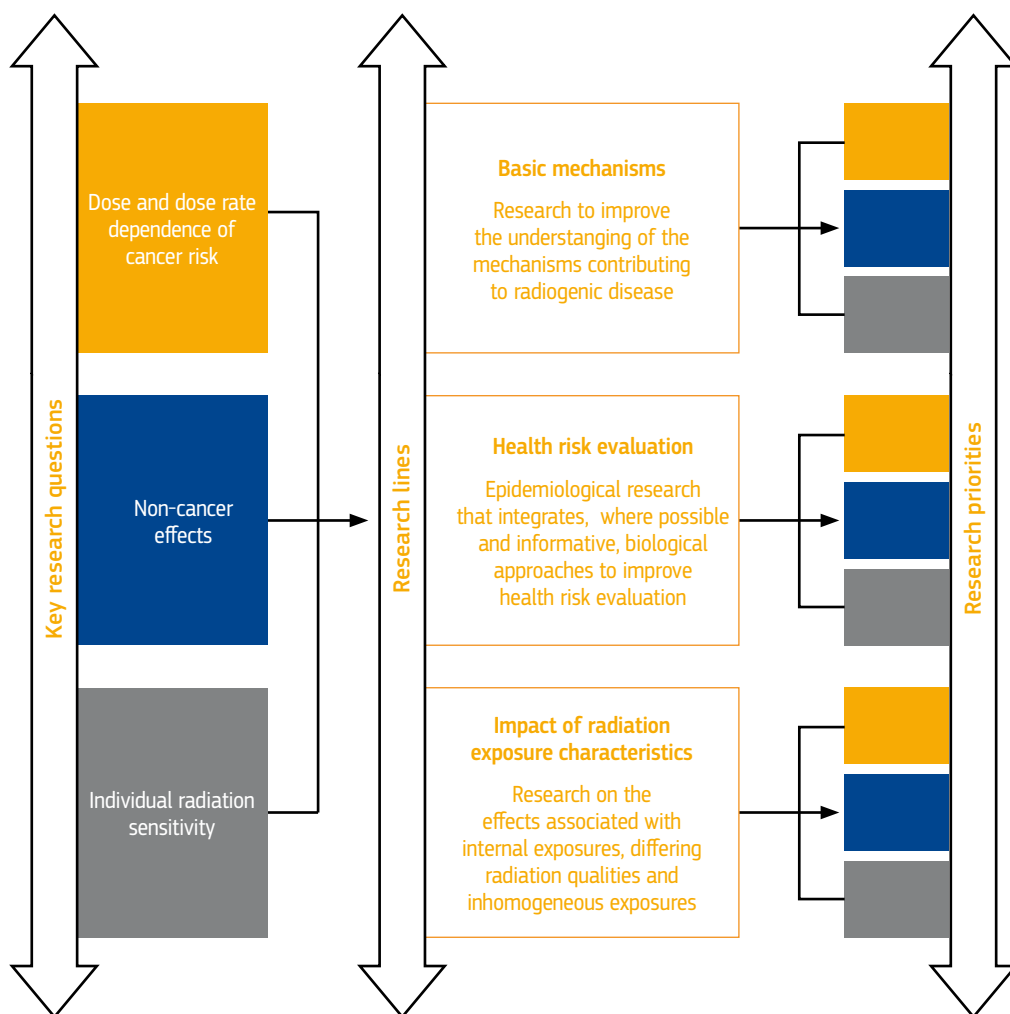 Key research questions
Dose and dose rate
dependence of
cancer risk
Non-cancer
effects
Individual radiation
sensitivity
Research lines
Basic mechanisms
Research to improve
the understanging of the
mechanisms contributing
to radiogenic disease
Health risk evaluation
Epidemiological research
that integrates, where possible
and informative, biological
approaches to improve
health risk evaluation
Impact of radiation
exposure characteristics
Research on the
effects associated with
internal exposures, differing
radiation qualities and
inhomogeneous exposures
Research priorities